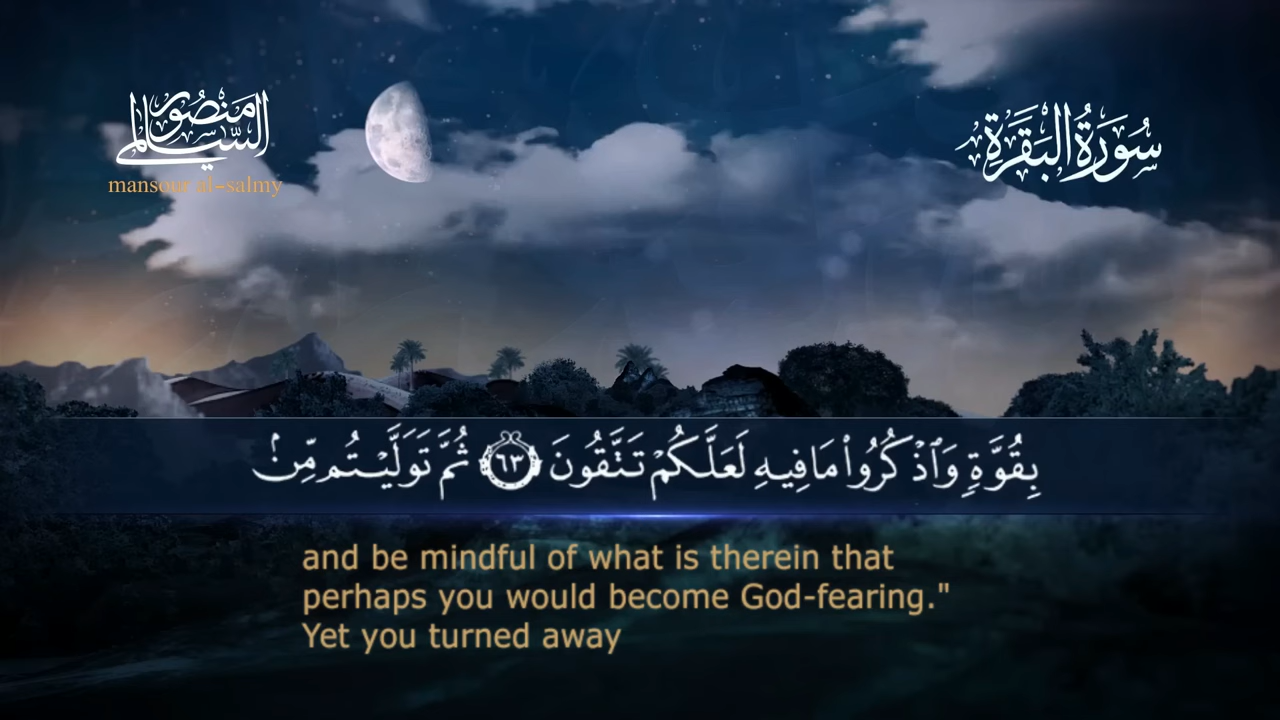 منصور السالمي
mansour al-salmy
سُورَةُ البَقَرَةِ
بِقُوَّةٍ وَٱذْكُرُوا۟ مَا فِيهِ لَعَلَّكُمْ تَتَّقُونَ ٦٣ ثُمَّ تَوَلَّيْتُم مِّنۢ
and be mindful of what is therein that
perhaps you would become God-fearing."
Yet you turned away